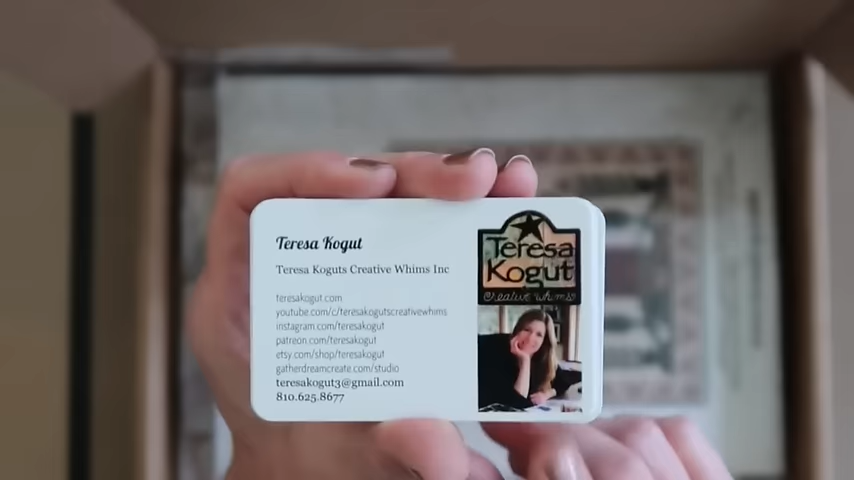 Teresa Kogut
Teresa Koguts Creative Whims Inc
teresakogut.com
youtube.com/c/teresakogutscreativewhims
instagram.com/teresakogut
patreon.com/teresakogut
etsy.com/shop/teresakogut
gatherdreamcreate.com/studio
teresakogut3@gmail.com
810.625.8677
Teresa
Kogut
Creative whims